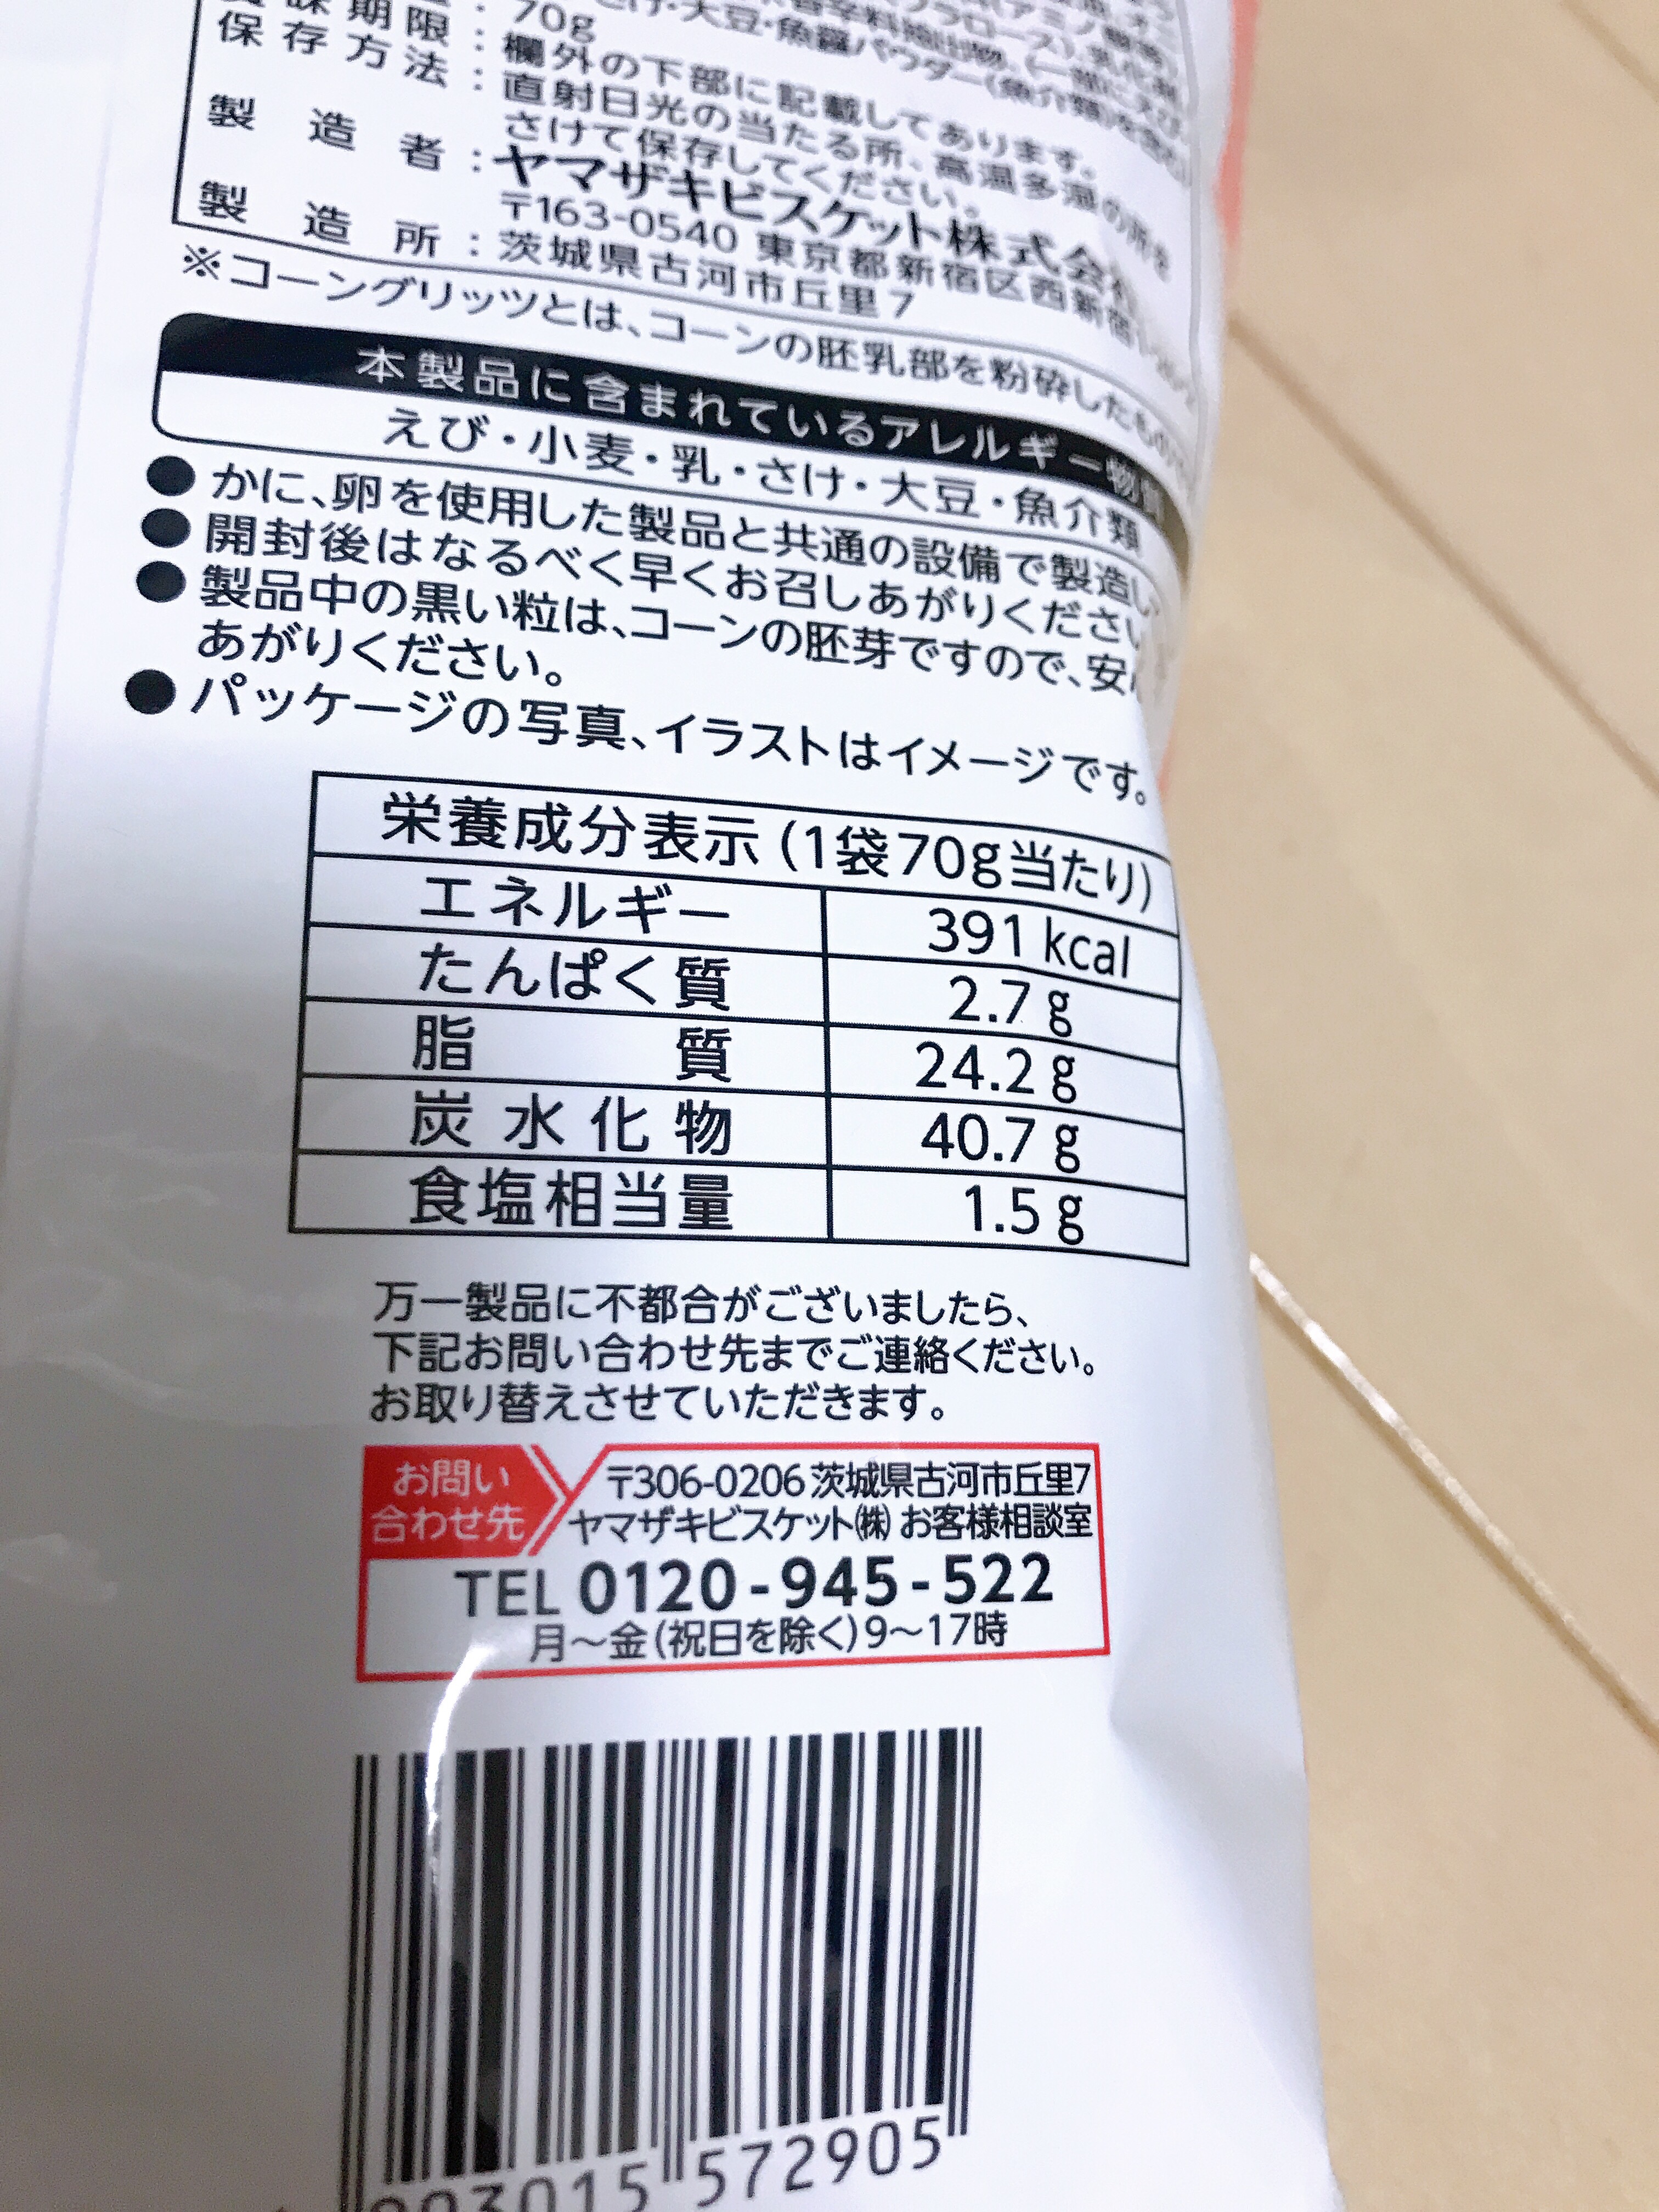 さけ・大豆・魚醤パウダー(魚介類)を含む)
70g
期限：欄外の下部に記載してあります。
保存方法：直射日光の当たる所、高温多湿の所を
さけて保存してください。
製造者：ヤマザキビスケット株式会社
〒163-0540 東京都新宿区西新宿
製造所：茨城県古河市丘里7
※コーングリッツとは、コーンの胚乳部を粉砕したもの
本製品に含まれているアレルギー物質
えび・小麦・乳・さけ・大豆・魚介類
●かに、卵を使用した製品と共通の設備で製造し
●開封後はなるべく早くお召しあがりくださ
●製品中の黒い粒は、コーンの胚芽ですので、安
あがりください。
●パッケージの写真、イラストはイメージです。
栄養成分表示(1袋70g当たり)
エネルギー 391 kcal
たんぱく質 2.7 g
脂質 24.2 g
炭水化物 40.7 g
食塩相当量 1.5 g
万一製品に不都合がございましたら、
下記お問い合わせ先までご連絡ください。
お取り替えさせていただきます。
お問い
合わせ先
〒306-0206 茨城県古河市丘里7
ヤマザキビスケット㈱ お客様相談室
TEL 0120-945-522
月〜金(祝日を除く)9〜17時
903015 572905